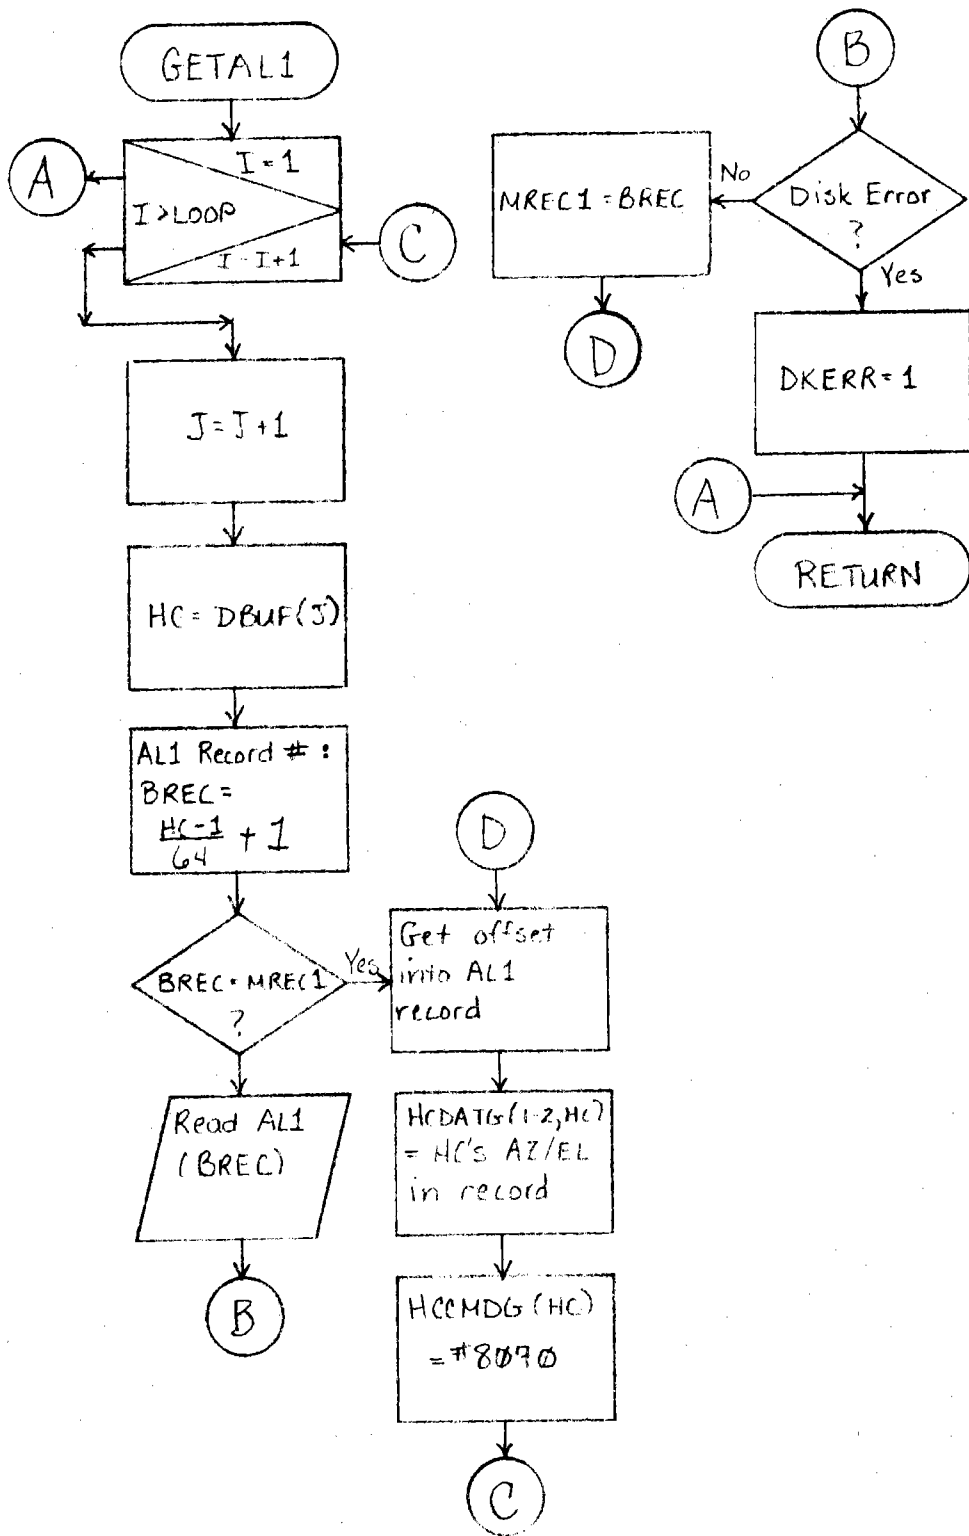 GETAL1
I = 1
A
I>LOOP
C
I-I+1
J=J+1
HC= DBUF(J)
AL1 Record #:
BREC=
HC-1
64
+ 1
BREC=MREC1
?
Yes
Read AL1
(BREC)
B
D
Get offset
into AL1
record
HCDATG(1-2,HC)
= HC's AZ/EL
in record
HCCMDG(HC)
=#8070
C
B
Disk Error
?
No
MREC1=BREC
D
Yes
DKERR=1
A
RETURN